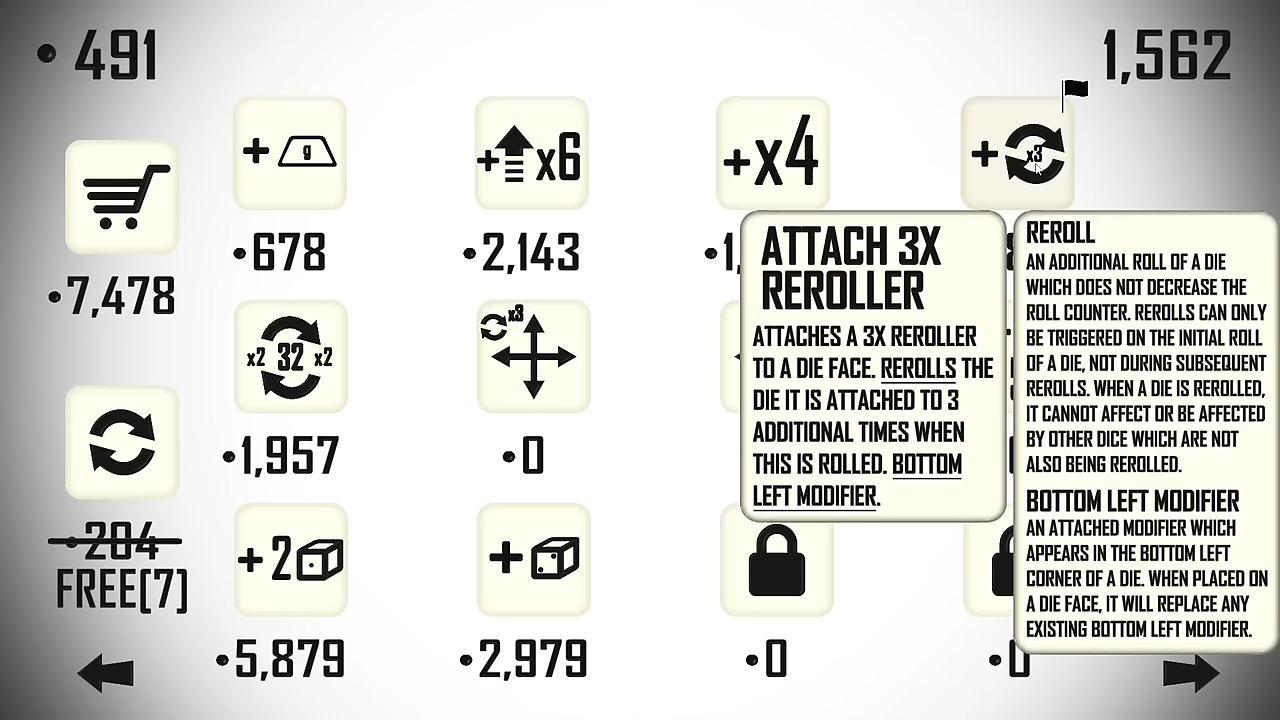 491
1,562
+ g
+ x6
+x4
+ x3
678
2,143
1,
7,478
x2 32 x2
x3
1,957
0
204
FREE[7]
+ 2
+
5,879
2,979
0
0
ATTACH 3X
REROLLER
ATTACHES A 3X REROLLER
TO A DIE FACE. REROLLS THE
DIE IT IS ATTACHED TO 3
ADDITIONAL TIMES WHEN
THIS IS ROLLED. BOTTOM
LEFT MODIFIER.
REROLL
AN ADDITIONAL ROLL OF A DIE
WHICH DOES NOT DECREASE THE
ROLL COUNTER. REROLLS CAN ONLY
BE TRIGGERED ON THE INITIAL ROLL
OF A DIE, NOT DURING SUBSEQUENT
REROLLS. WHEN A DIE IS REROLLED,
IT CANNOT AFFECT OR BE AFFECTED
BY OTHER DICE WHICH ARE NOT
ALSO BEING REROLLED.
BOTTOM LEFT MODIFIER
AN ATTACHED MODIFIER WHICH
APPEARS IN THE BOTTOM LEFT
CORNER OF A DIE. WHEN PLACED ON
A DIE FACE, IT WILL REPLACE ANY
EXISTING BOTTOM LEFT MODIFIER.